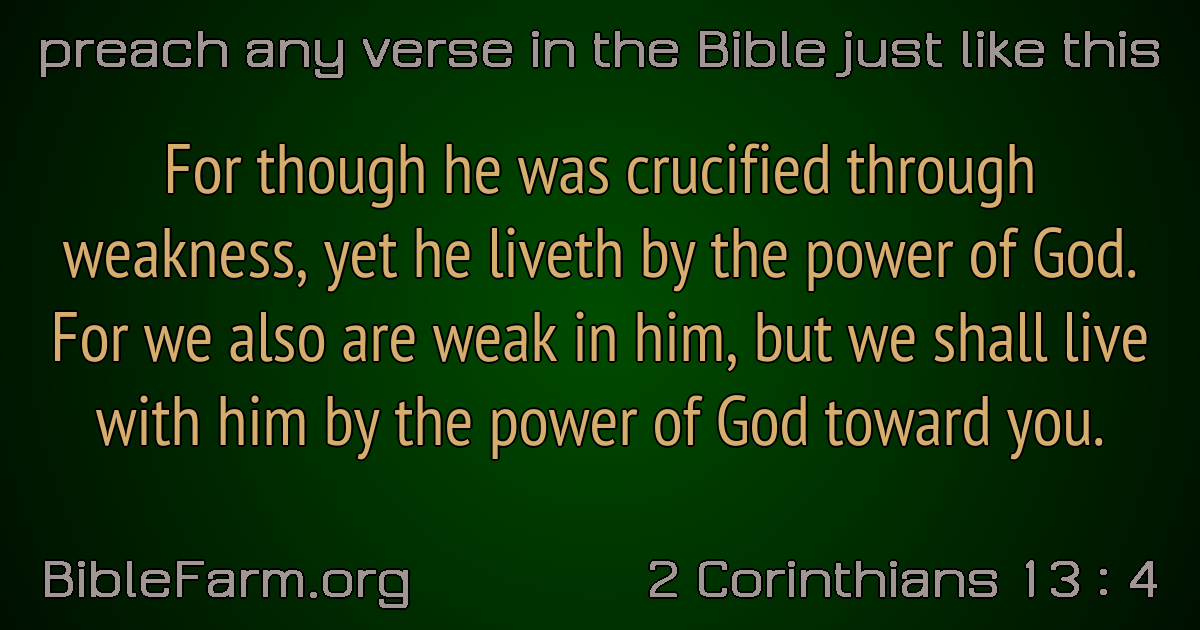 preach any verse in the Bible just like this
For though he was crucified through
weakness, yet he liveth by the power of God.
For we also are weak in him, but we shall live
with him by the power of God toward you.
BibleFarm.org 2 Corinthians 13 : 4